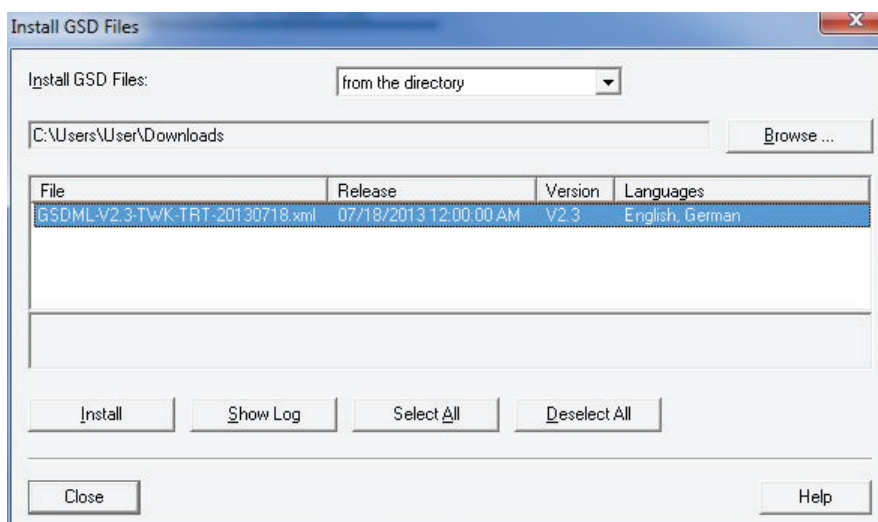 Install GSD Files
Install GSD Files: from the directory
C:\Users\User\Downloads Browse ...
File Release Version Languages
GSDML-V2.3-TWK-TRT-20130718.xml 07/18/2013 12:00:00 AM V2.3 English, German
Install Show Log Select All Deselect All
Close Help